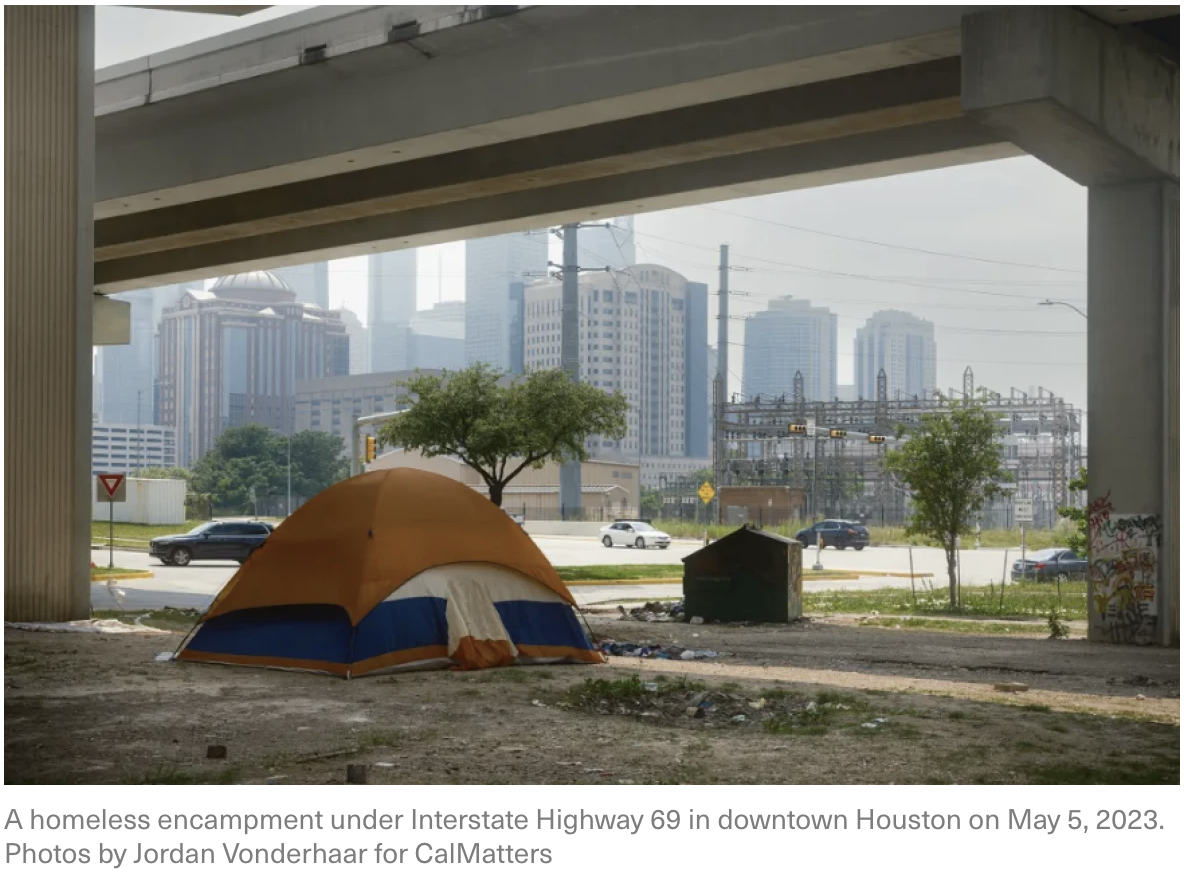 A homeless encampment under Interstate Highway 69 in downtown Houston on May 5, 2023.
Photos by Jordan Vonderhaar for CalMatters